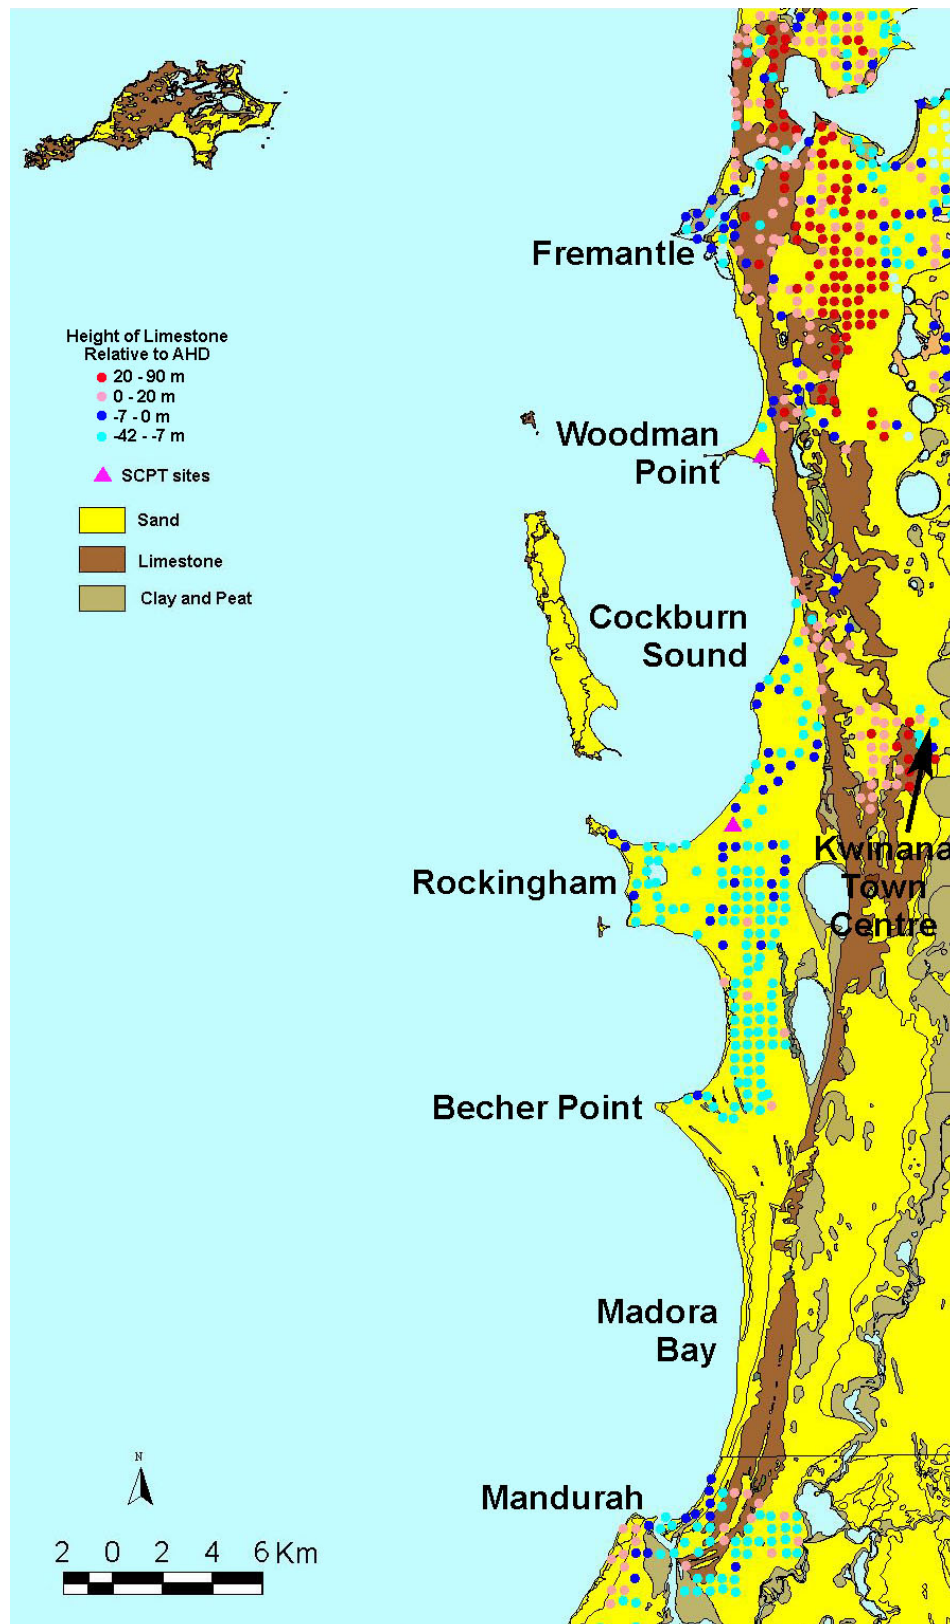 Fremantle
Height of Limestone
Relative to AHD
20 - 90 m
0 - 20 m
-7 - 0 m
-42 - -7 m
SCPT sites
Sand
Limestone
Clay and Peat
Woodman
Point
Cockburn
Sound
Kwinana
Town
Centre
Rockingham
Becher Point
Madora
Bay
N
Mandurah
2 0 2 4 6 Km